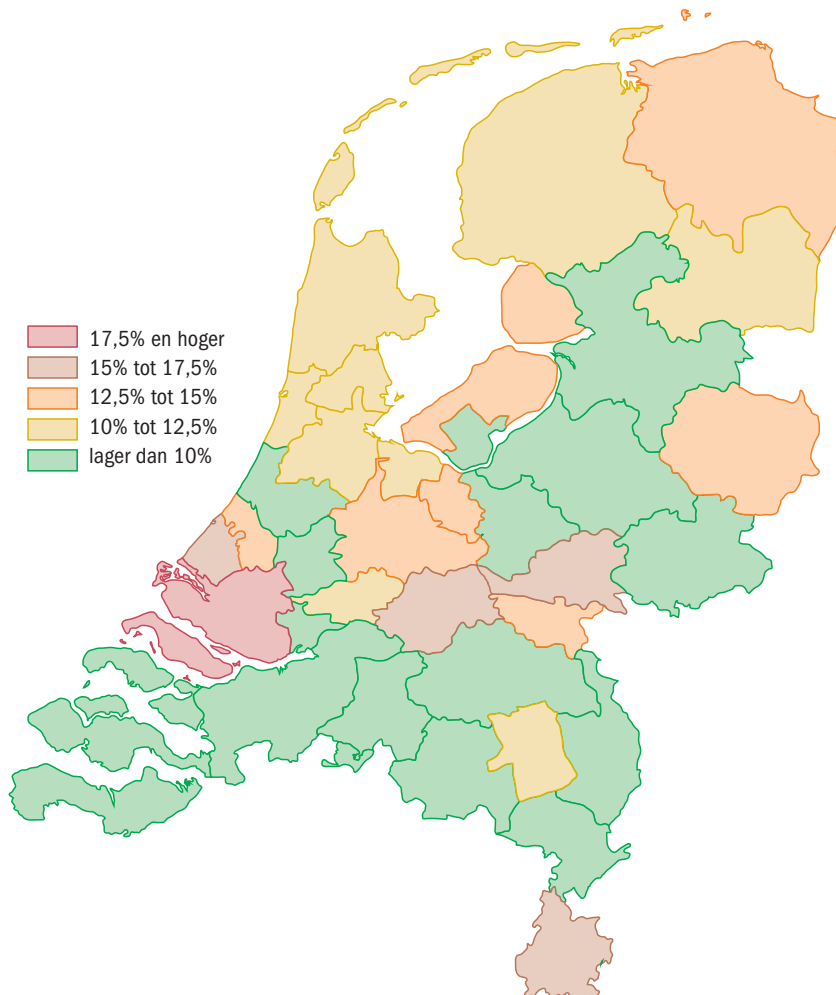 17,5% en hoger
15% tot 17,5%
12,5% tot 15%
10% tot 12,5%
lager dan 10%